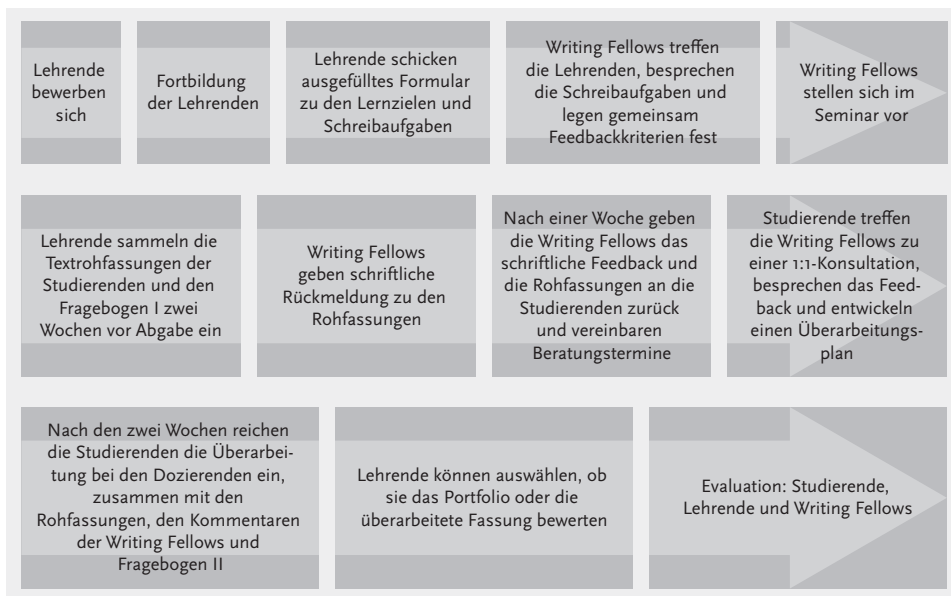 Lehrende
bewerben
sich
Fortbildung
der Lehrenden
Lehrende schicken
ausgefülltes Formular
zu den Lernzielen und
Schreibaufgaben
Writing Fellows treffen
die Lehrenden, besprechen
die Schreibaufgaben und
legen gemeinsam
Feedbackkriterien fest
Writing Fellows
stellen sich im
Seminar vor
Lehrende sammeln die
Textrohfassungen der
Studierenden und den
Fragebogen I zwei
Wochen vor Abgabe ein
Writing Fellows
geben schriftliche
Rückmeldung zu den
Rohfassungen
Nach einer Woche geben
die Writing Fellows das
schriftliche Feedback und
die Rohfassungen an die
Studierenden zurück
und vereinbaren
Beratungstermine
Studierende treffen
die Writing Fellows zu
einer 1:1-Konsultation,
besprechen das Feed-
back und entwickeln
einen Überarbeitungs-
plan
Nach den zwei Wochen reichen
die Studierenden die Überarbei-
tung bei den Dozierenden ein,
zusammen mit den
Rohfassungen, den Kommentaren
der Writing Fellows und
Fragebogen II
Lehrende können auswählen, ob
sie das Portfolio oder die
überarbeitete Fassung bewerten
Evaluation: Studierende,
Lehrende und Writing Fellows